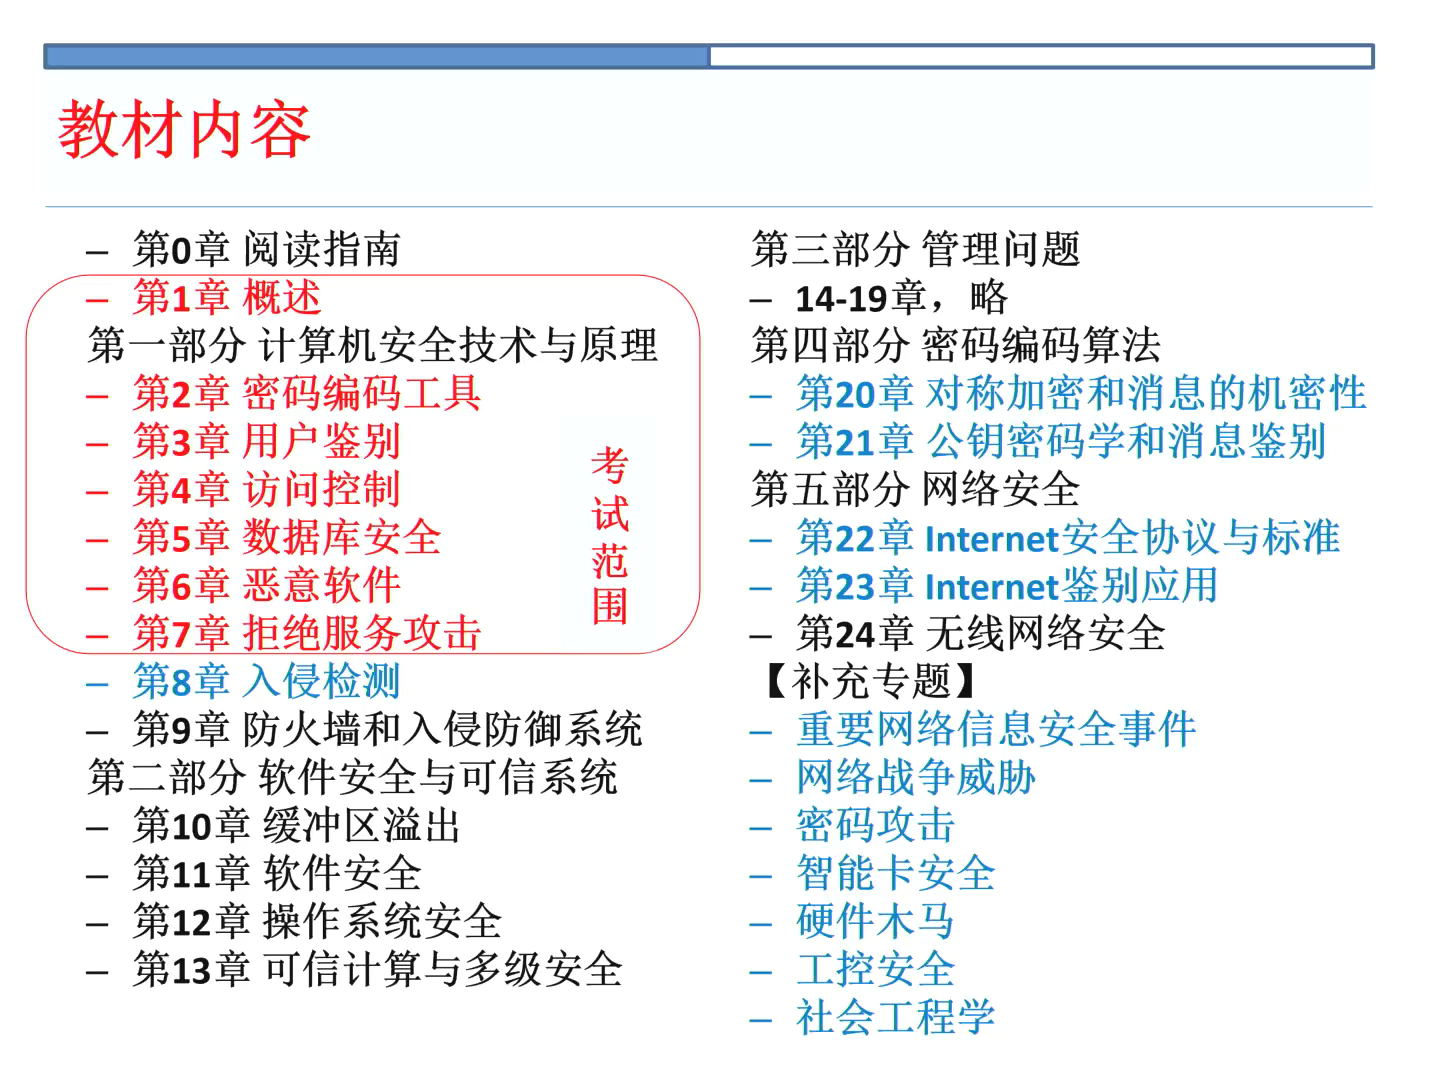 教材内容
– 第0章 阅读指南
– 第1章 概述
第一部分 计算机安全技术与原理
– 第2章 密码编码工具
– 第3章 用户鉴别
– 第4章 访问控制
– 第5章 数据库安全
– 第6章 恶意软件
– 第7章 拒绝服务攻击
考试范围
– 第8章 入侵检测
– 第9章 防火墙和入侵防御系统
第二部分 软件安全与可信系统
– 第10章 缓冲区溢出
– 第11章 软件安全
– 第12章 操作系统安全
– 第13章 可信计算与多级安全
第三部分 管理问题
– 14-19章，略
第四部分 密码编码算法
– 第20章 对称加密和消息的机密性
– 第21章 公钥密码学和消息鉴别
第五部分 网络安全
– 第22章 Internet安全协议与标准
– 第23章 Internet鉴别应用
– 第24章 无线网络安全
【补充专题】
– 重要网络信息安全事件
– 网络战争威胁
– 密码攻击
– 智能卡安全
– 硬件木马
– 工控安全
– 社会工程学